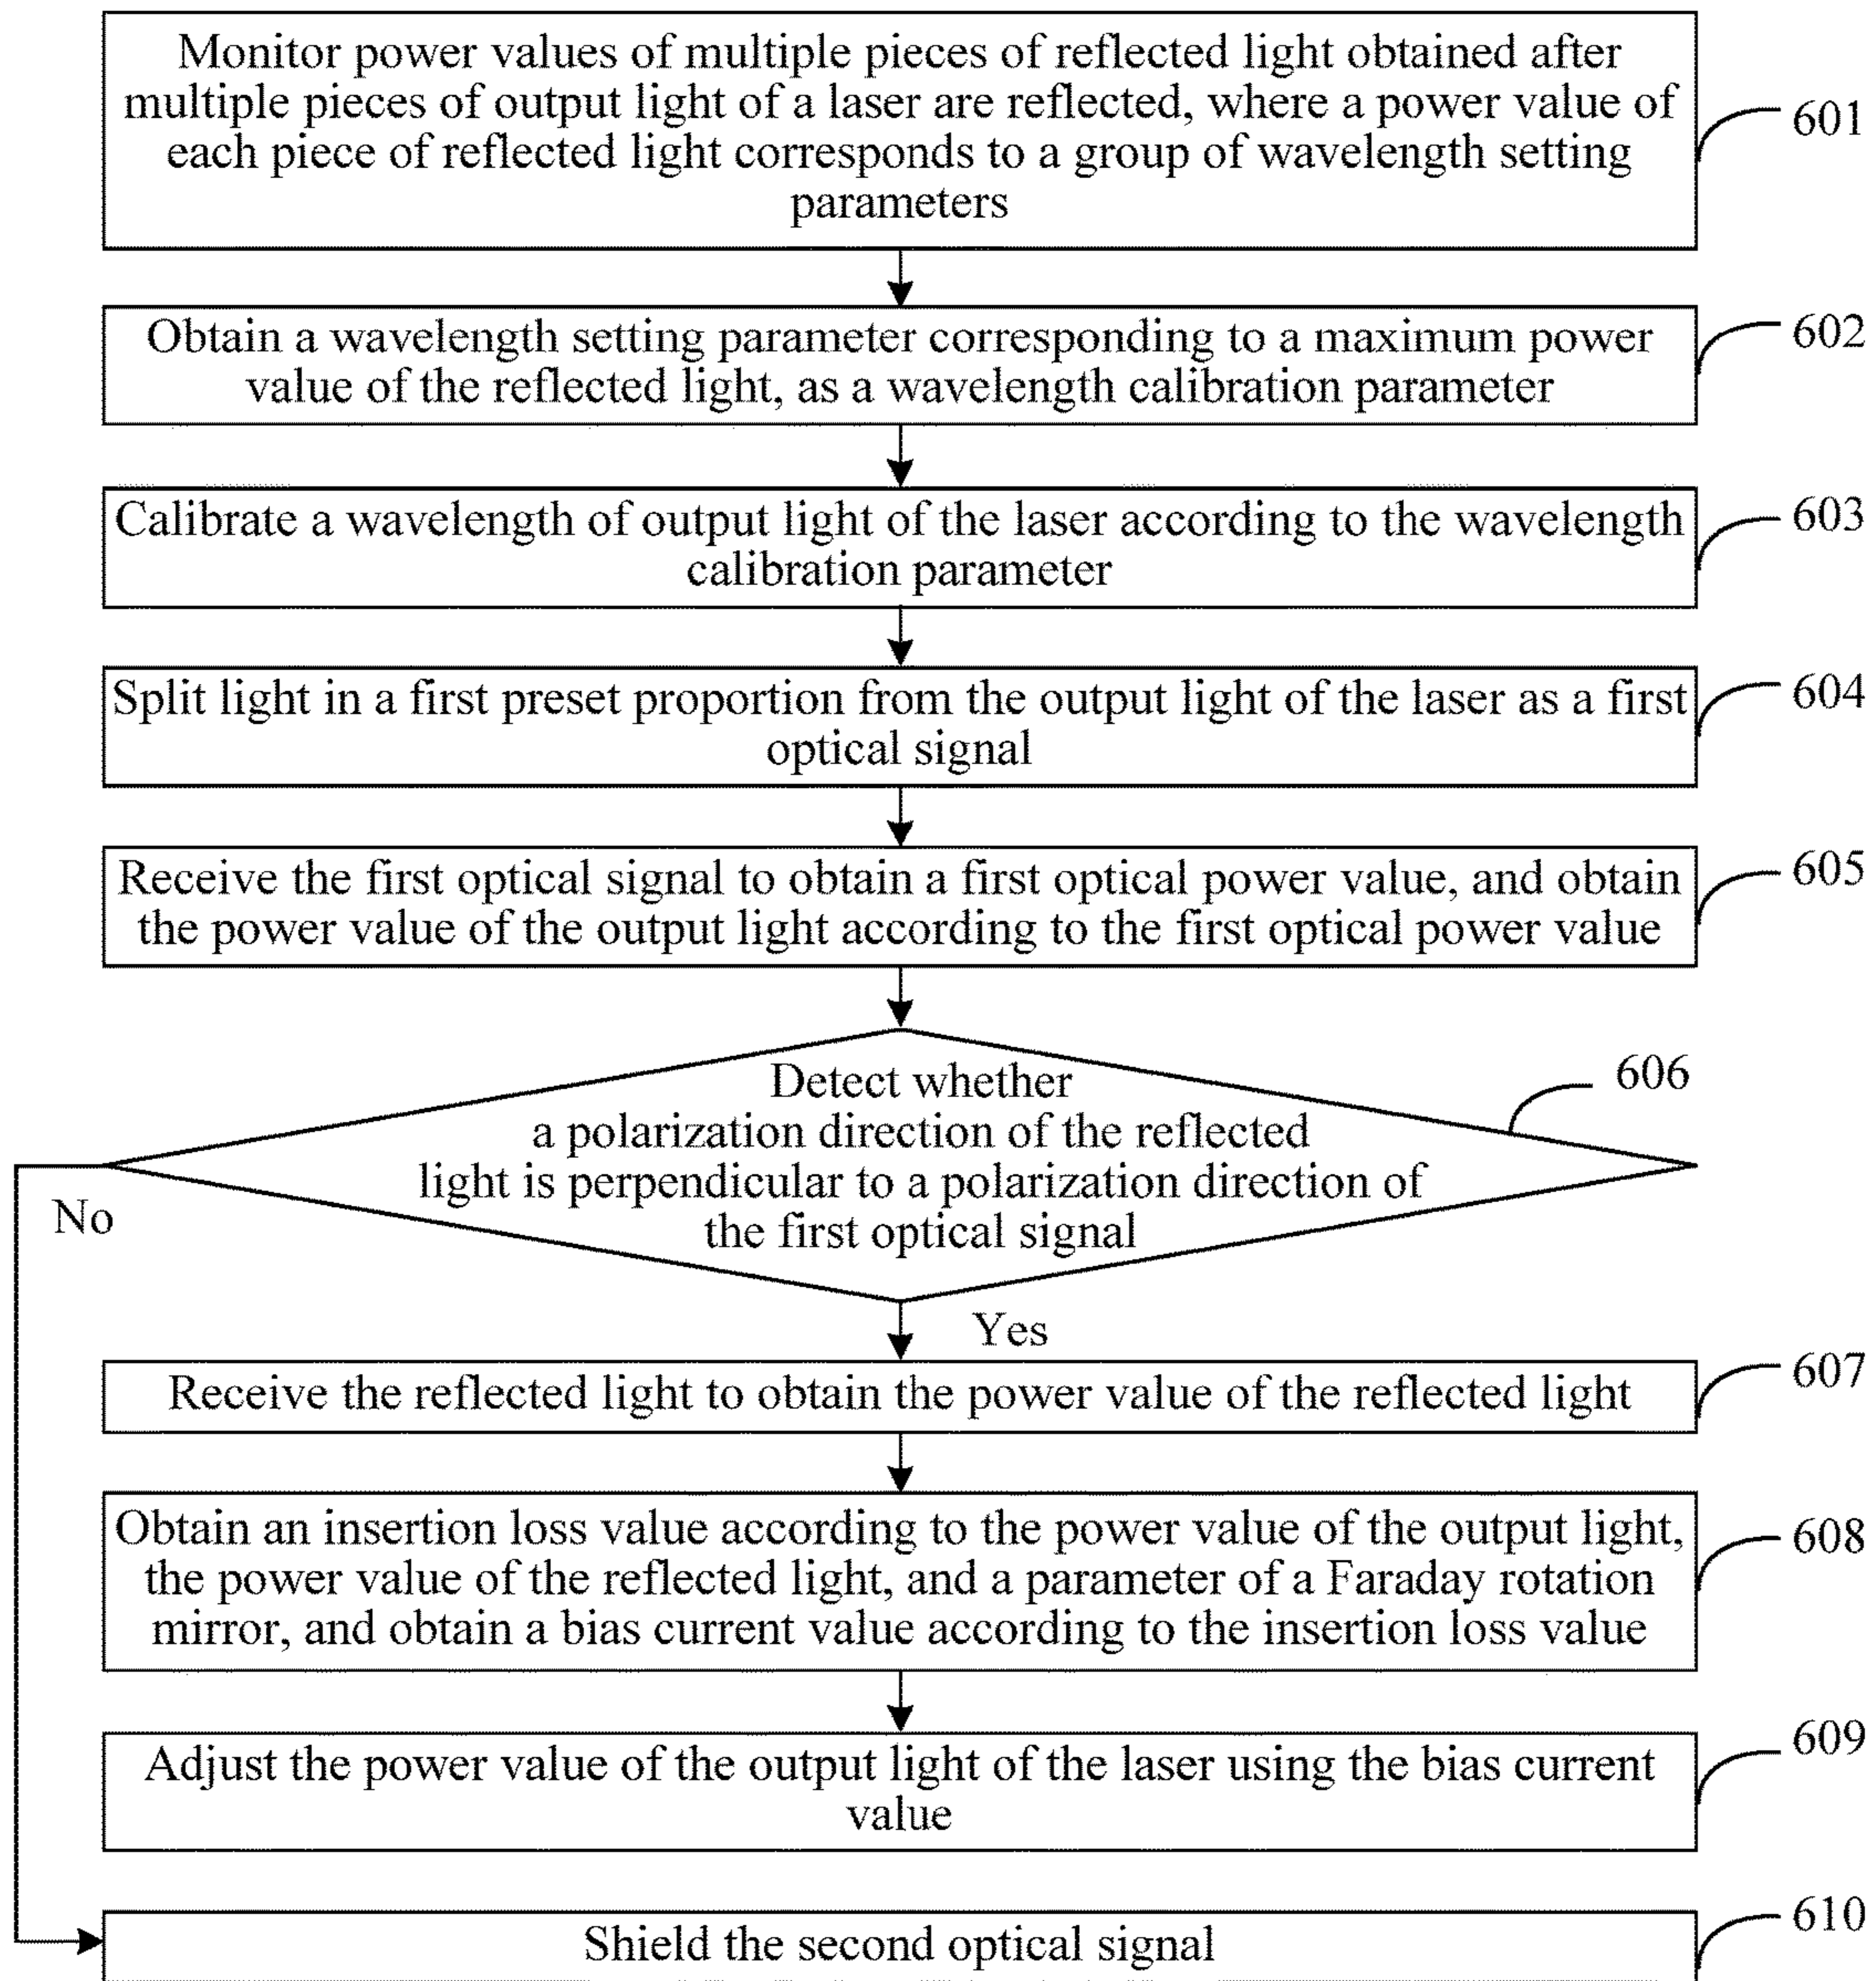 Monitor power values of multiple pieces of reflected light obtained after
multiple pieces of output light of a laser are reflected, where a power value of
each piece of reflected light corresponds to a group of wavelength setting
parameters
601
Obtain a wavelength setting parameter corresponding to a maximum power
value of the reflected light, as a wavelength calibration parameter
602
Calibrate a wavelength of output light of the laser according to the wavelength
calibration parameter
603
Split light in a first preset proportion from the output light of the laser as a first
optical signal
604
Receive the first optical signal to obtain a first optical power value, and obtain
the power value of the output light according to the first optical power value
605
Detect whether
a polarization direction of the reflected
light is perpendicular to a polarization direction of
the first optical signal
606
No
Yes
Receive the reflected light to obtain the power value of the reflected light
607
Obtain an insertion loss value according to the power value of the output light,
the power value of the reflected light, and a parameter of a Faraday rotation
mirror, and obtain a bias current value according to the insertion loss value
608
Adjust the power value of the output light of the laser using the bias current
value
609
Shield the second optical signal
610